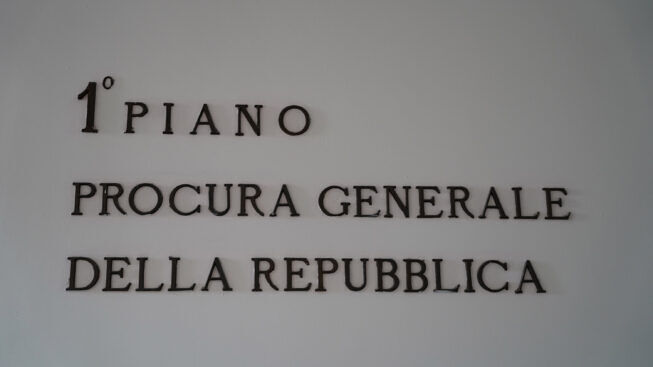 1° PIANO
PROCURA GENERALE
DELLA REPUBBLICA